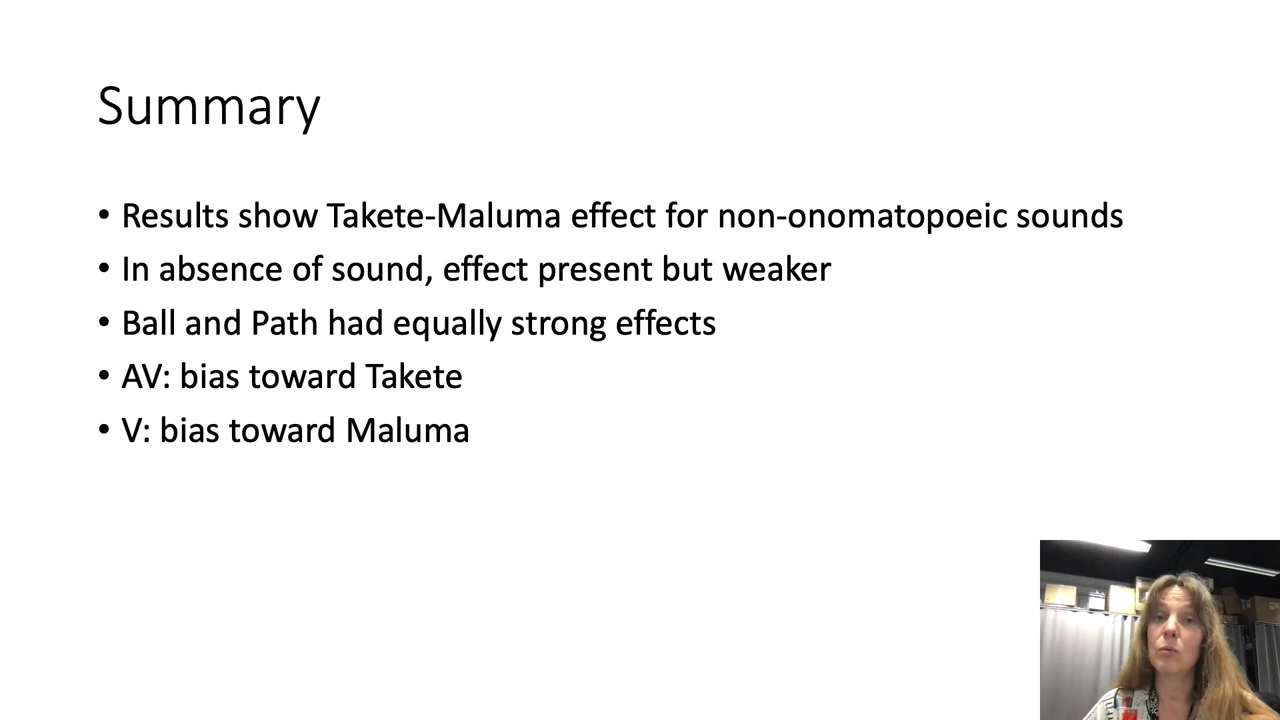 Summary
• Results show Takete-Maluma effect for non-onomatopoeic sounds
• In absence of sound, effect present but weaker
• Ball and Path had equally strong effects
• AV: bias toward Takete
• V: bias toward Maluma